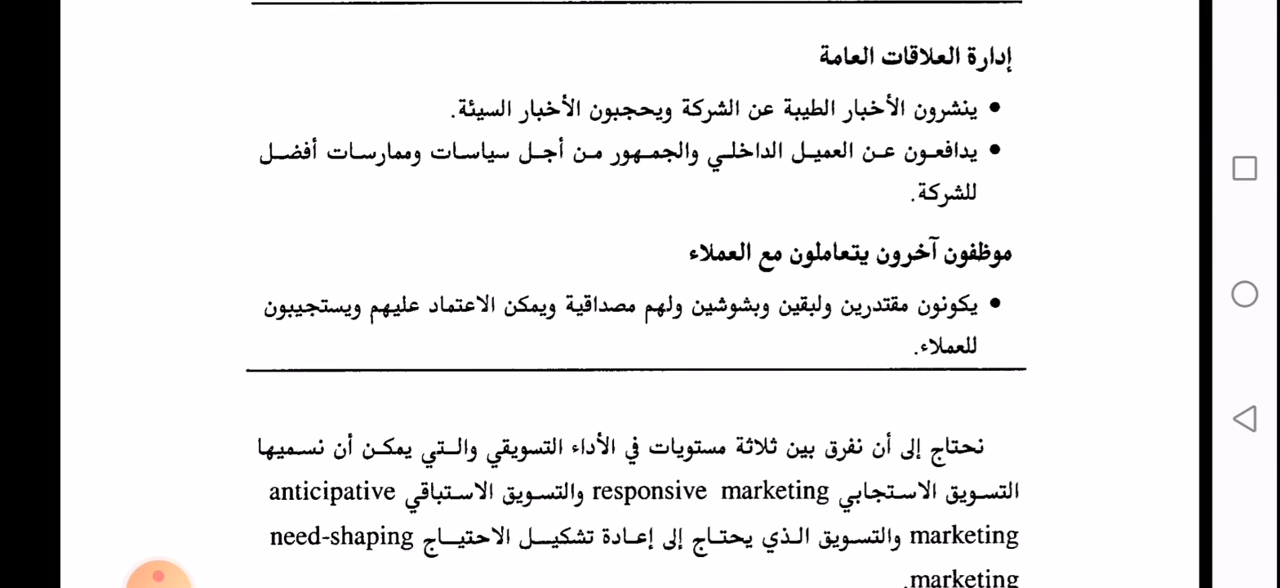 إدارة العلاقات العامة
• ينشرون الأخبار الطيبة عن الشركة ويحجبون الأخبار السيئة.
• يدافعون عن العميل الداخلي والجمهور من أجل سياسات وممارسات أفضل
للشركة.
موظفون آخرون يتعاملون مع العملاء
• يكونون مقتدرين ولبقين وبشوشين ولهم مصداقية ويمكن الاعتماد عليهم ويستجيبون
للعملاء.
نحتاج إلى أن نفرق بين ثلاثة مستويات في الأداء التسويقي والتي يمكن أن نسميها
التسويق الاستجابي responsive marketing والتسويق الاستباقي anticipative
marketing والتسويق الذي يحتاج إلى إعادة تشكيل الاحتياج need-shaping
marketing.